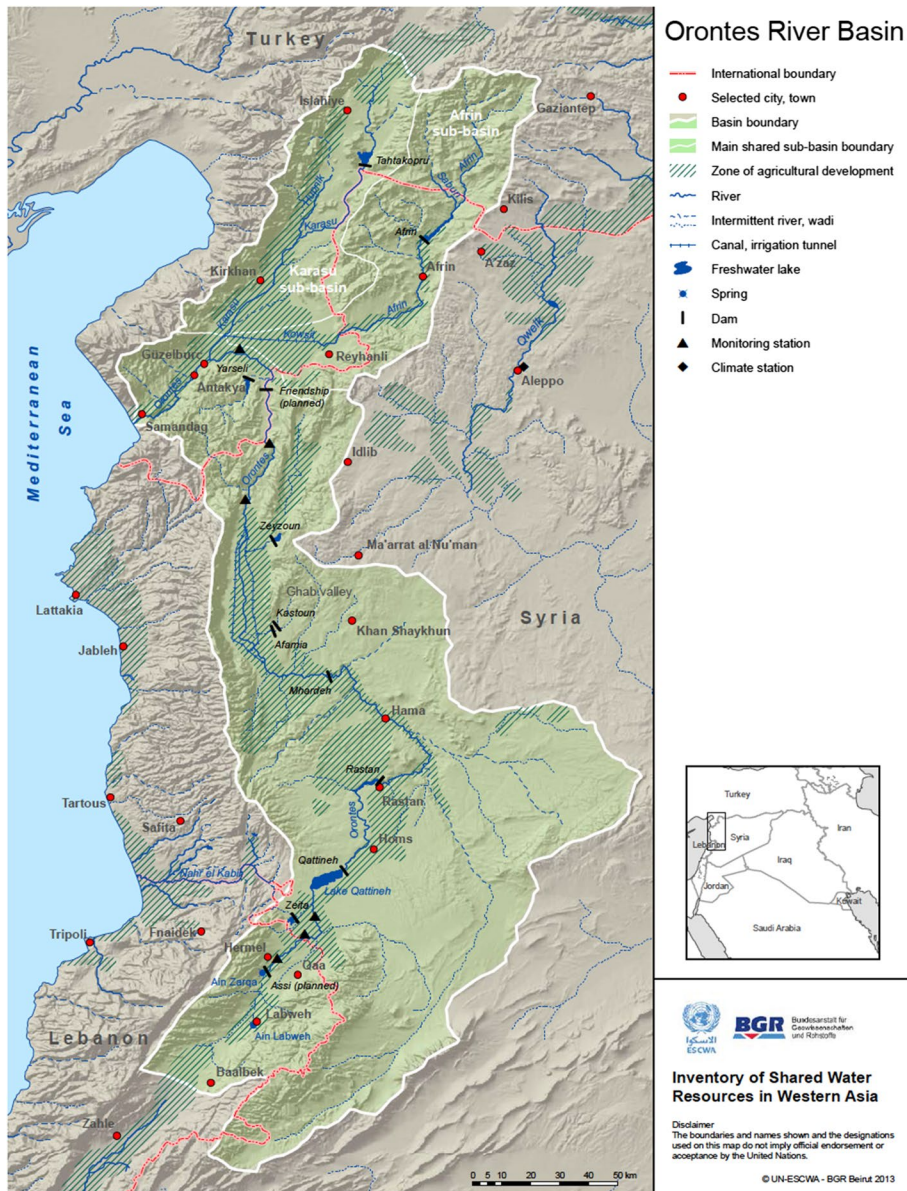 Orontes River Basin
International boundary
Selected city, town
Basin boundary
Main shared sub-basin boundary
Zone of agricultural development
River
Intermittent river, wadi
Canal, irrigation tunnel
Freshwater lake
Spring
Dam
Monitoring station
Climate station
Turkey
Islahiye
Afrin
sub-basin
Gaziantep
Tahtakopru
Afrin
Sabun
Huprik
Kilis
Karasu
Afrin
A'zaz
Kirkhan
Karasu
sub-basin
Afrin
Karasu
Afrin
Kowsit
Qweik
Guzelburc
Reyhanli
Yarseli
Aleppo
Antakya
Friendship
(planned)
Orontes
Samandag
Mediterranean
Sea
Idlib
Orontes
Zeyzoun
Ma'arrat al Nu'man
Ghab valley
Lattakia
Kastoun
Khan Shaykhun
Syria
Afamia
Jableh
Mhardeh
Hama
Rastan
Rastan
Tartous
Orontes
Safita
Homs
Qattineh
Nahr el Kabir
Lake Qattineh
Zeita
Tripoli
Fnaidek
Hermel
Qaa
Ain Zarqa
Assi (planned)
Labweh
Ain Labweh
Lebanon
Baalbek
Zahle
0 5 10 20 30 40 50 km
Turkey
Syria
Lebanon
Iran
Iraq
Jordan
Kuwait
Saudi Arabia
الإسكوا
ESCWA
BGR
Bundesanstalt für
Geowissenschaften
und Rohstoffe
Inventory of Shared Water
Resources in Western Asia
Disclaimer
The boundaries and names shown and the designations
used on this map do not imply official endorsement or
acceptance by the United Nations.
© UN-ESCWA - BGR Beirut 2013